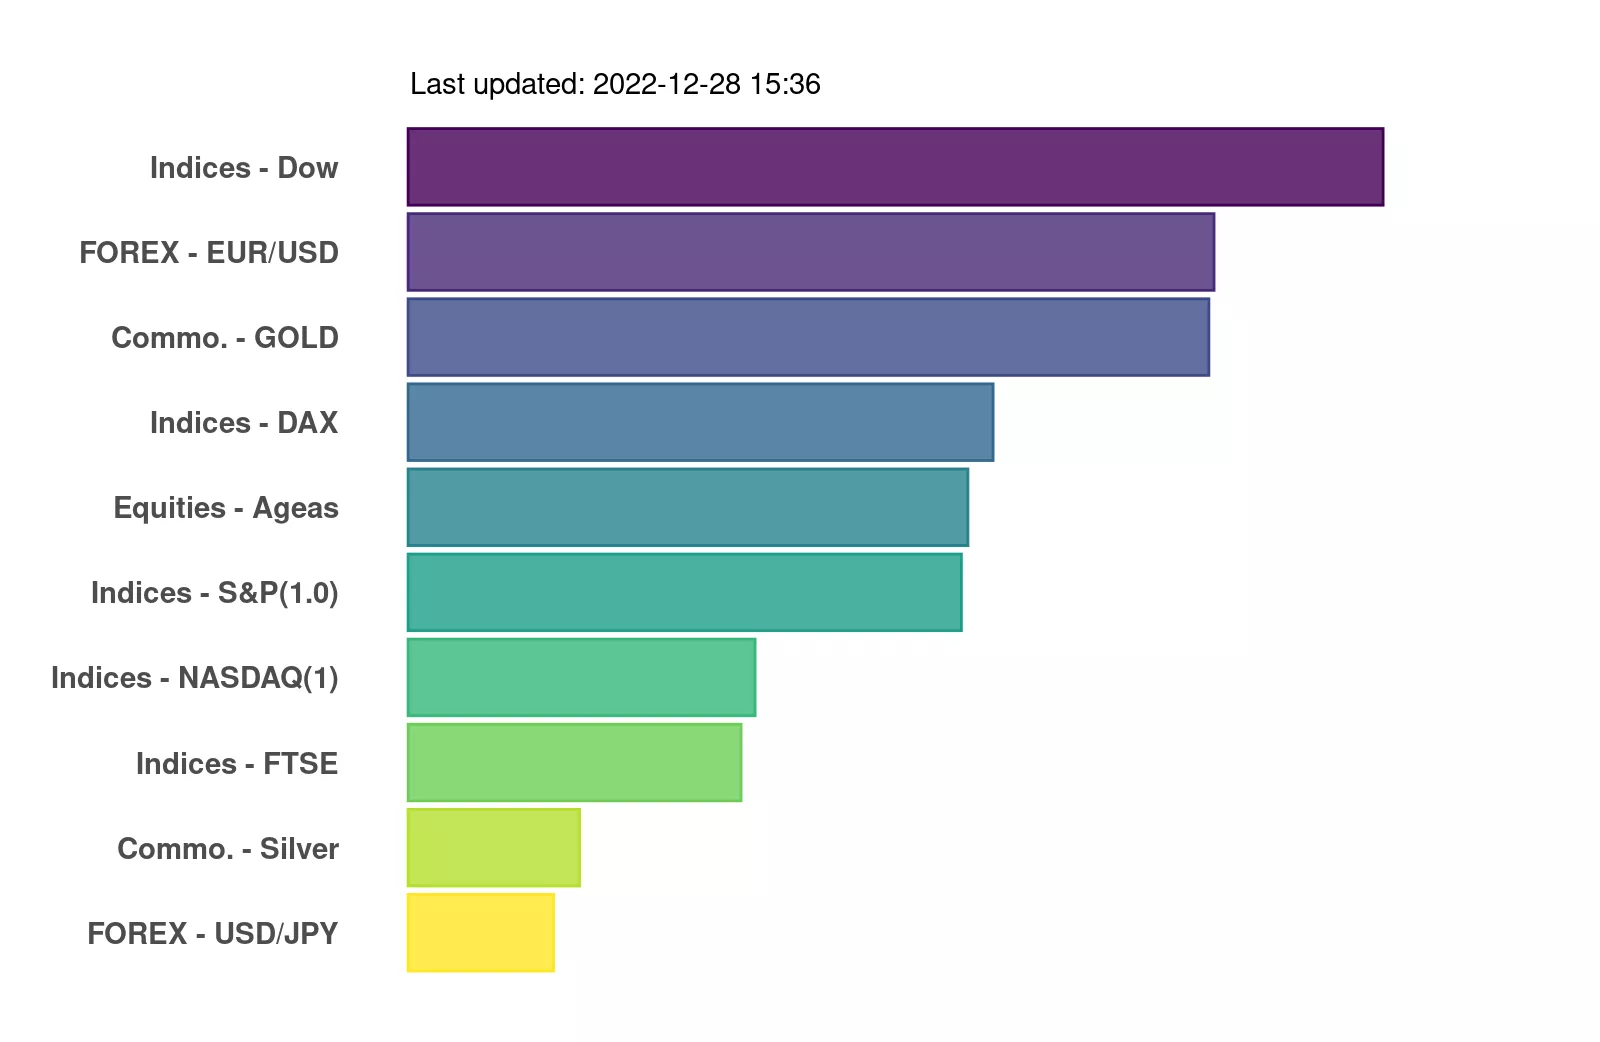 Last updated: 2022-12-28 15:36
Indices - Dow
FOREX - EUR/USD
Commo. - GOLD
Indices - DAX
Equities - Ageas
Indices - S&P(1.0)
Indices - NASDAQ(1)
Indices - FTSE
Commo. - Silver
FOREX - USD/JPY